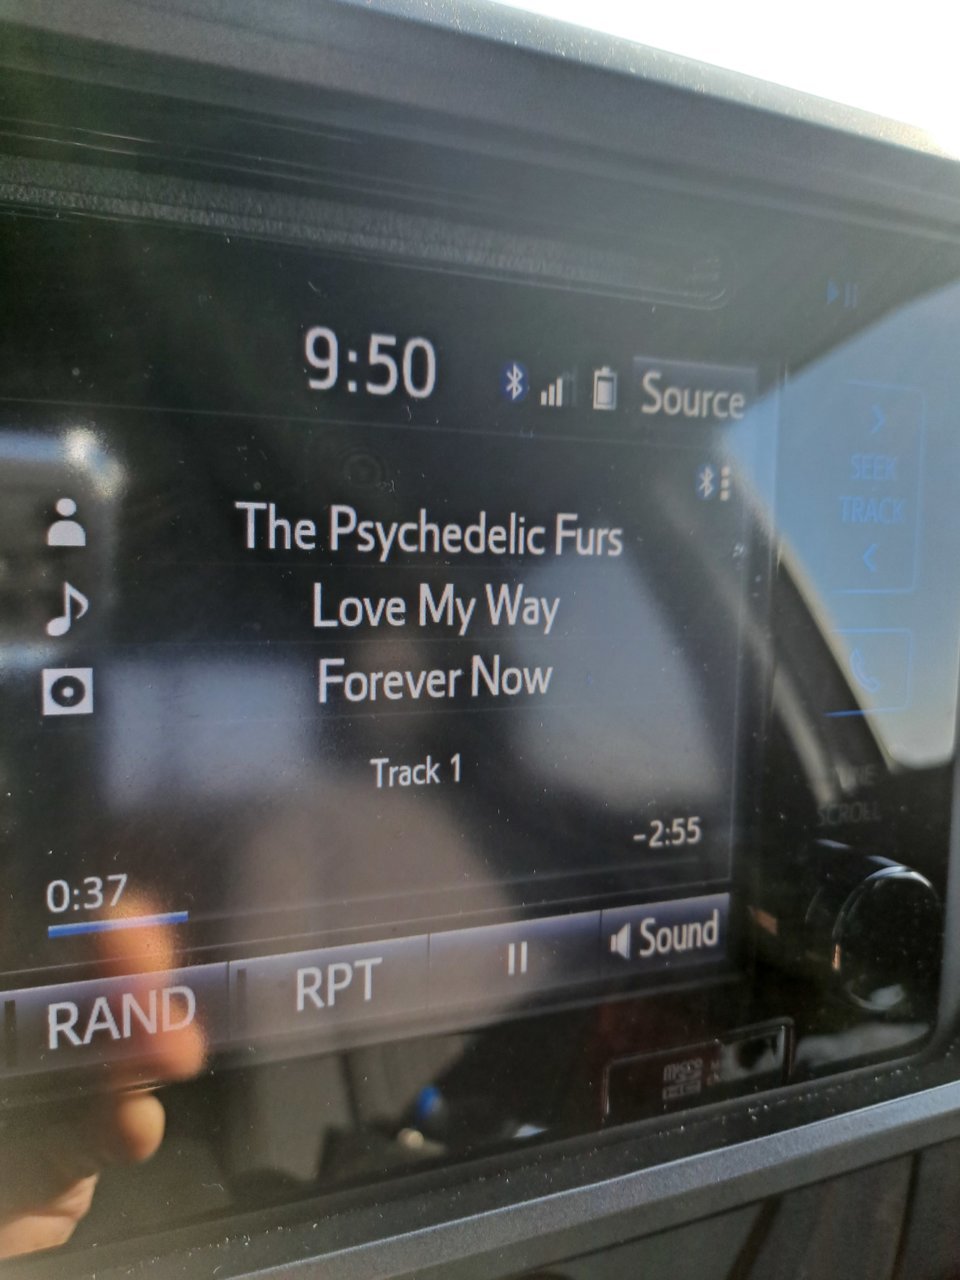 9:50
Source
SEEK
TRACK
The Psychedelic Furs
Love My Way
Forever Now
Track 1
SCROLL
-2:55
0:37
Sound
RPT
RAND